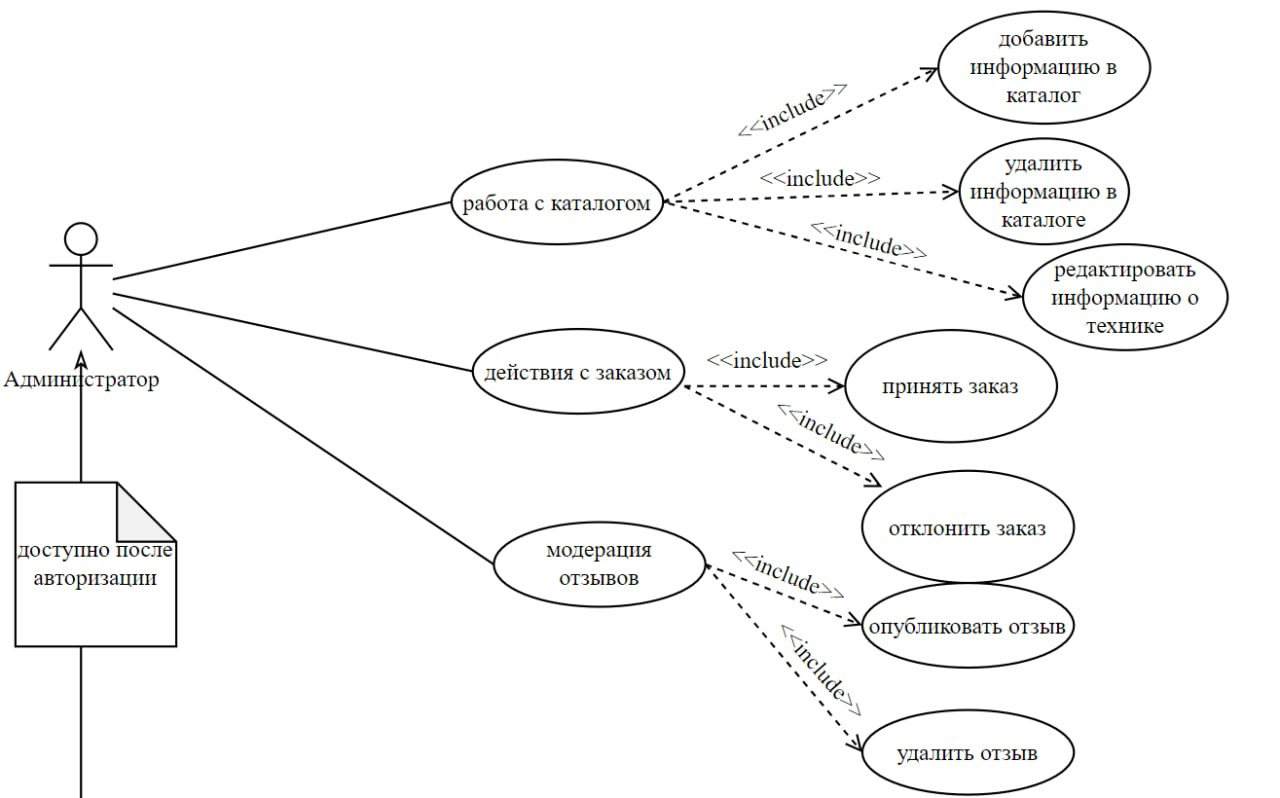 добавить
информацию в
каталог
<<include>>
удалить
информацию в
каталоге
<<include>>
работа с каталогом
<<include>>
редактировать
информацию о
технике
Администратор
действия с заказом
<<include>>
принять заказ
<<include>>
отклонить заказ
доступно после
авторизации
модерация
отзывов
<<include>>
опубликовать отзыв
<<include>>
удалить отзыв